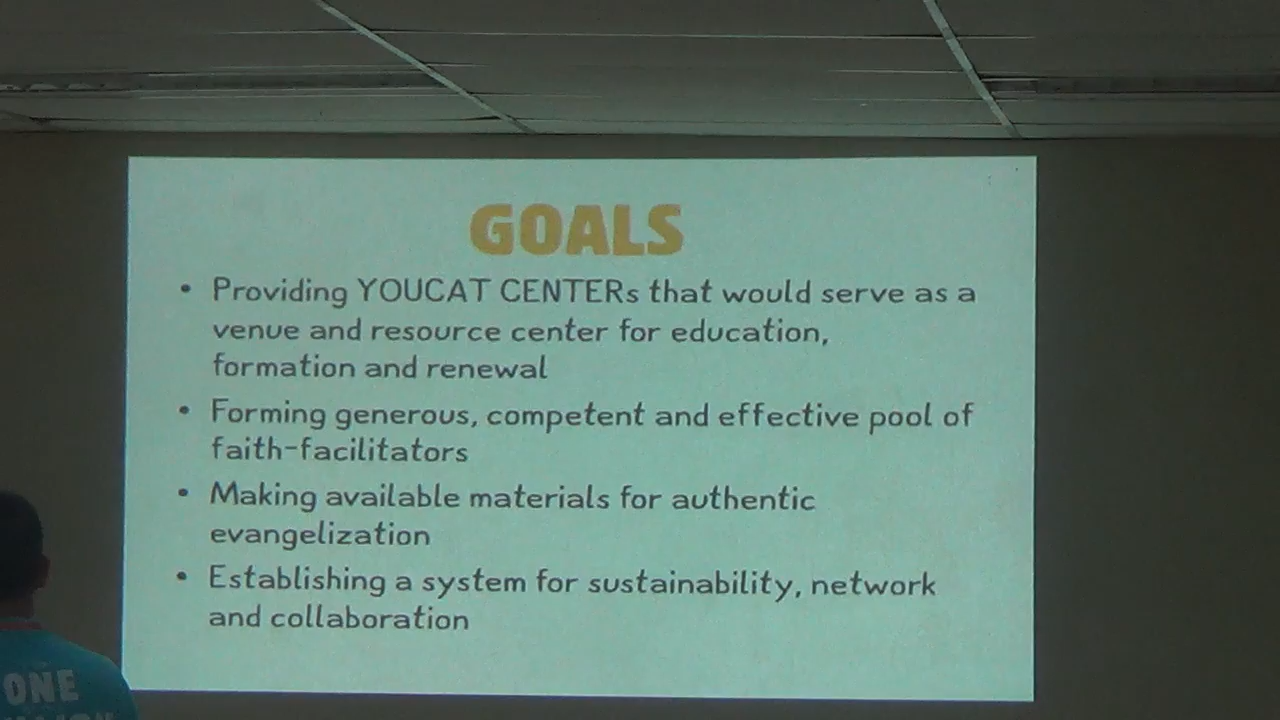 GOALS
• Providing YOUCAT CENTERs that would serve as a
venue and resource center for education,
formation and renewal
• Forming generous, competent and effective pool of
faith-facilitators
• Making available materials for authentic
evangelization
• Establishing a system for sustainability, network
and collaboration
ONE